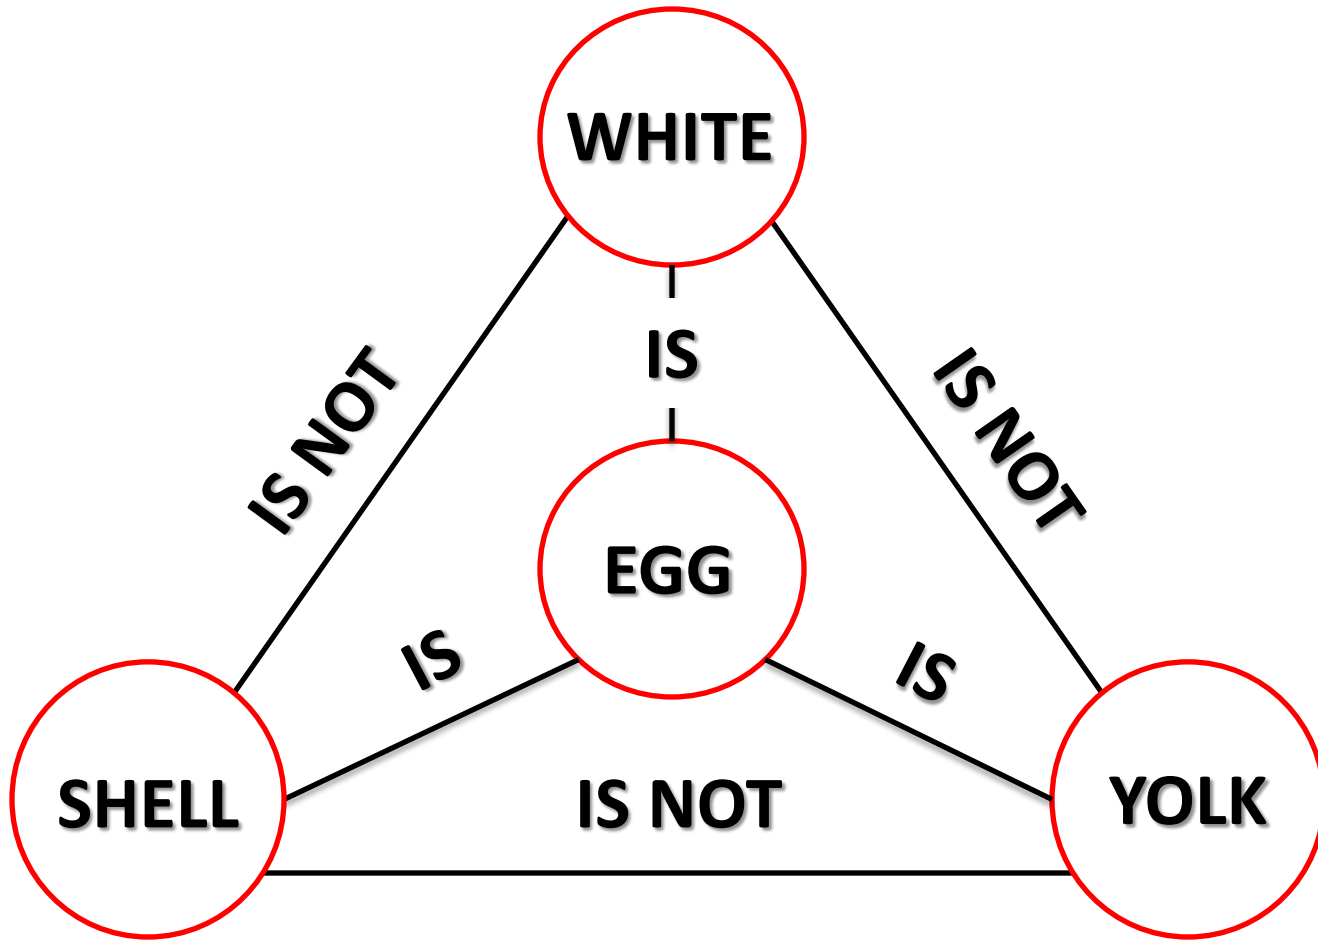 WHITE
IS
IS NOT
IS NOT
EGG
IS
IS
SHELL
IS NOT
YOLK